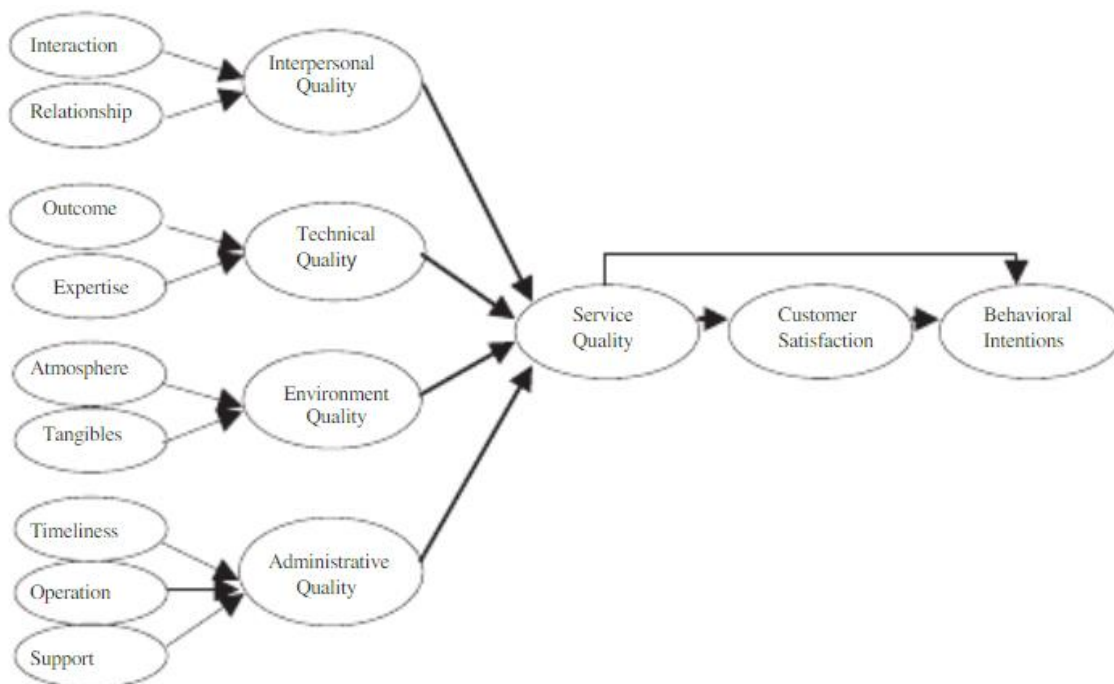 Interaction
Relationship
Interpersonal
Quality
Outcome
Expertise
Technical
Quality
Atmosphere
Tangibles
Environment
Quality
Timeliness
Operation
Support
Administrative
Quality
Service
Quality
Customer
Satisfaction
Behavioral
Intentions